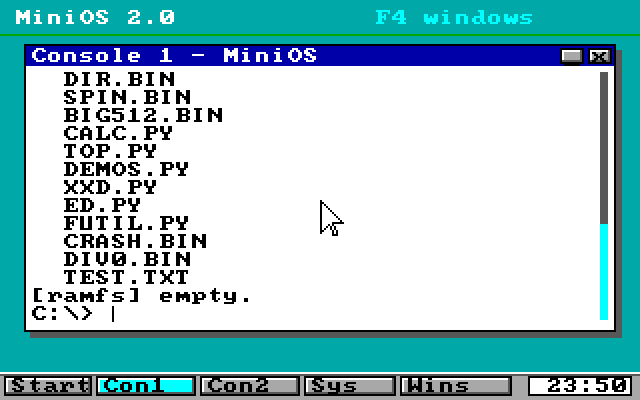 MiniOS 2.0 F4 windows
Console 1 - MiniOS
DIR.BIN
SPIN.BIN
BIG512.BIN
CALC.PY
TOP.PY
DEMOS.PY
XXD.PY
ED.PY
FUTIL.PY
CRASH.BIN
DIV0.BIN
TEST.TXT
[ramfs] empty.
C:\>
Start Con1 Con2 Sys Wins 23:50